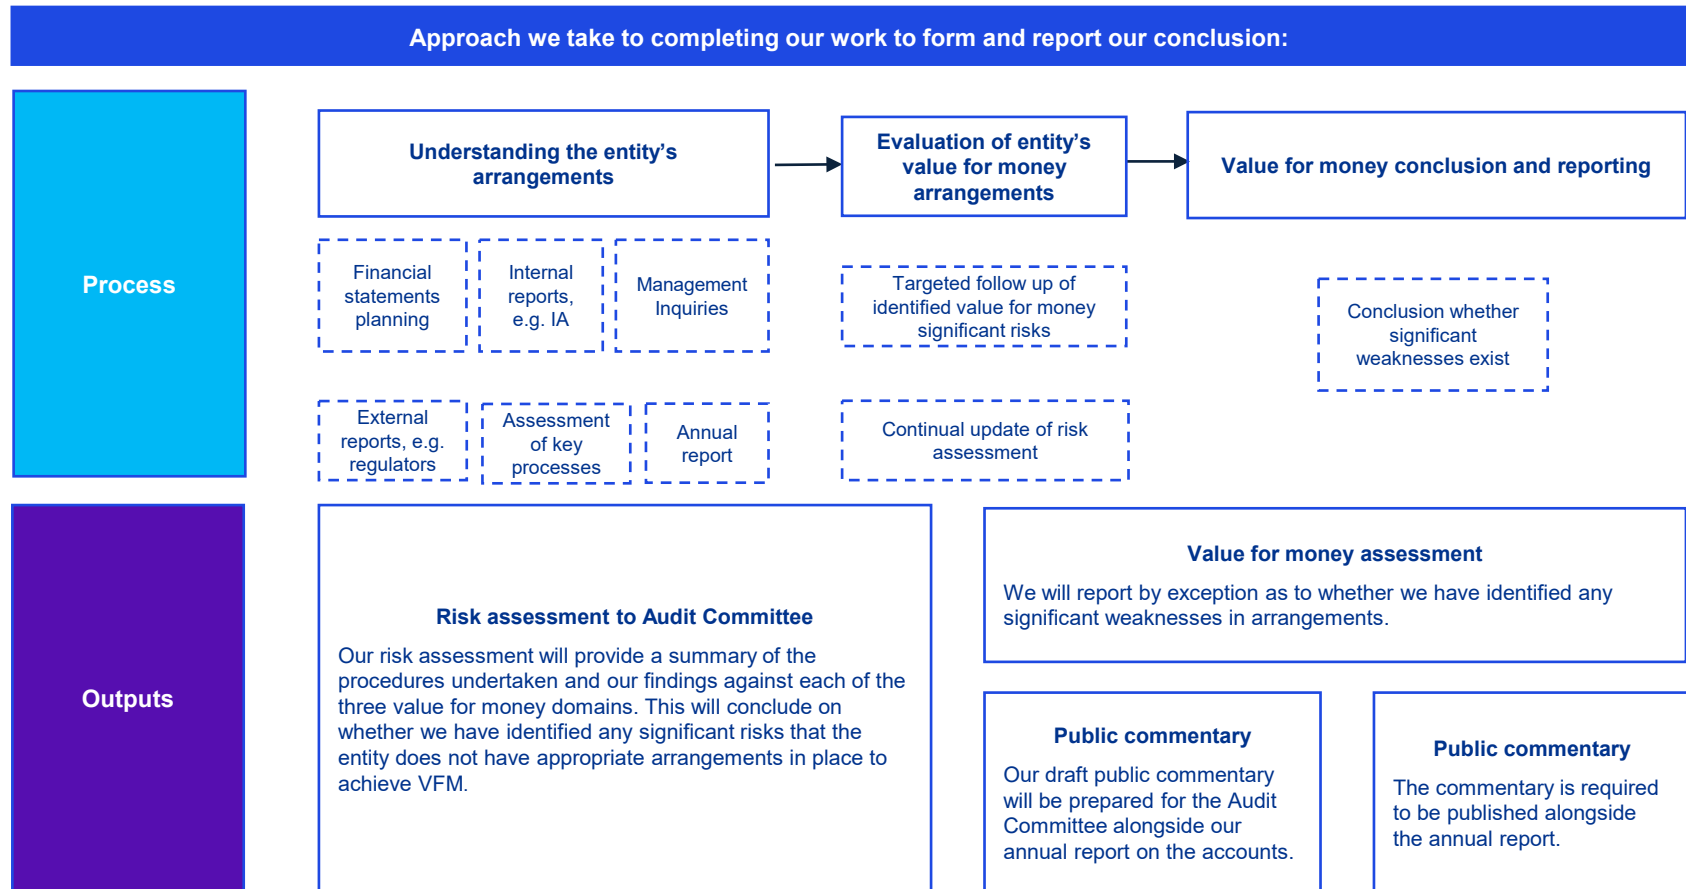 Approach we take to completing our work to form and report our conclusion:
Process
Understanding the entity’s
arrangements
Evaluation of entity’s
value for money
arrangements
Value for money conclusion and reporting
Financial
statements
planning
Internal
reports,
e.g. IA
Management
Inquiries
Targeted follow up of
identified value for money
significant risks
Conclusion whether
significant
weaknesses exist
External
reports, e.g.
regulators
Assessment
of key
processes
Annual
report
Continual update of risk
assessment
Outputs
Risk assessment to Audit Committee
Our risk assessment will provide a summary of the
procedures undertaken and our findings against each of the
three value for money domains. This will conclude on
whether we have identified any significant risks that the
entity does not have appropriate arrangements in place to
achieve VFM.
Value for money assessment
We will report by exception as to whether we have identified any
significant weaknesses in arrangements.
Public commentary
Our draft public commentary
will be prepared for the Audit
Committee alongside our
annual report on the accounts.
Public commentary
The commentary is required
to be published alongside
the annual report.